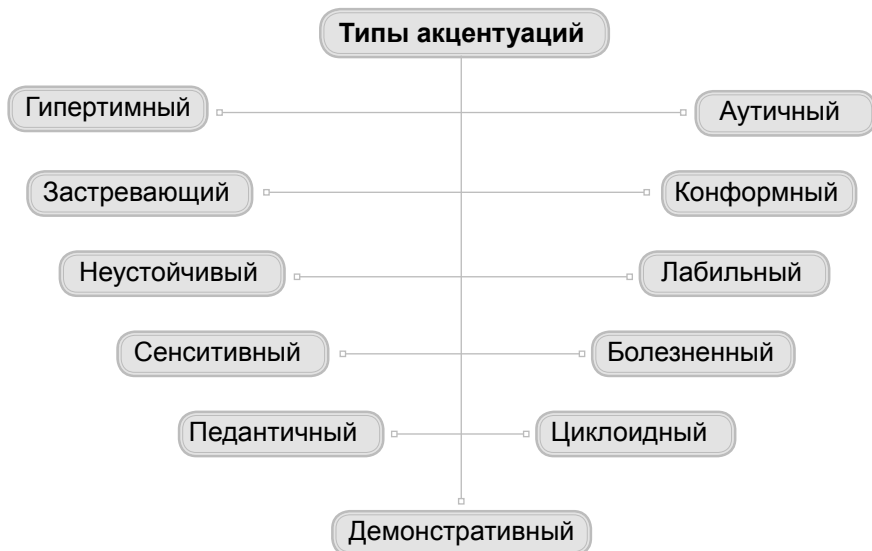 Типы акцентуаций
Гипертимный
Аутичный
Застревающий
Конформный
Неустойчивый
Лабильный
Сенситивный
Болезненный
Педантичный
Циклоидный
Демонстративный